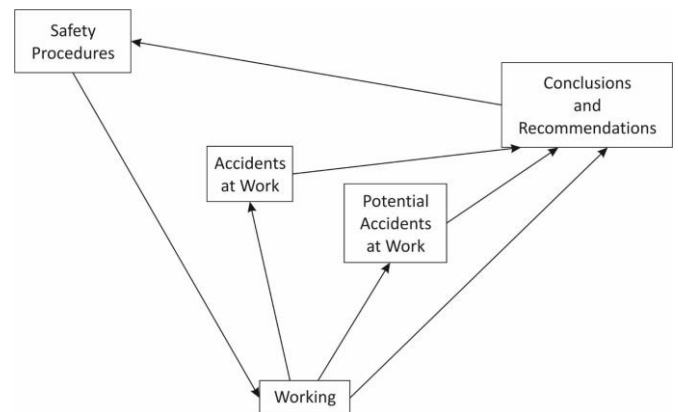 Safety
Procedures
Conclusions
and
Recommendations
Accidents
at Work
Potential
Accidents
at Work
Working